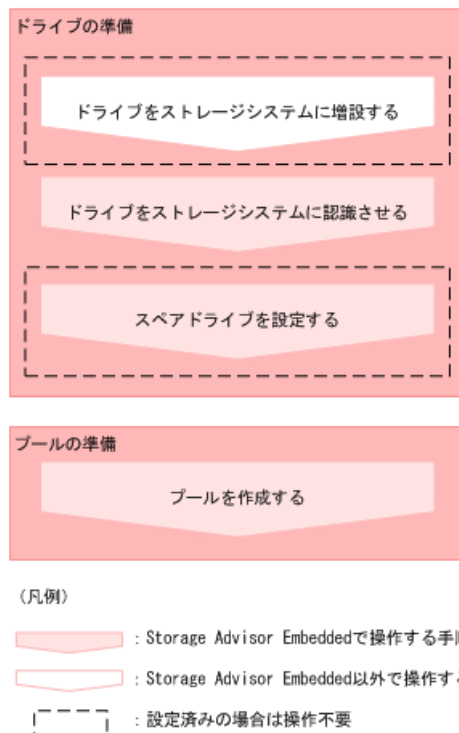 ドライブの準備
ドライブをストレージシステムに増設する
ドライブをストレージシステムに認識させる
スペアドライブを設定する
プールの準備
プールを作成する
（凡例）
：Storage Advisor Embeddedで操作する手
：Storage Advisor Embedded以外で操作す
：設定済みの場合は操作不要